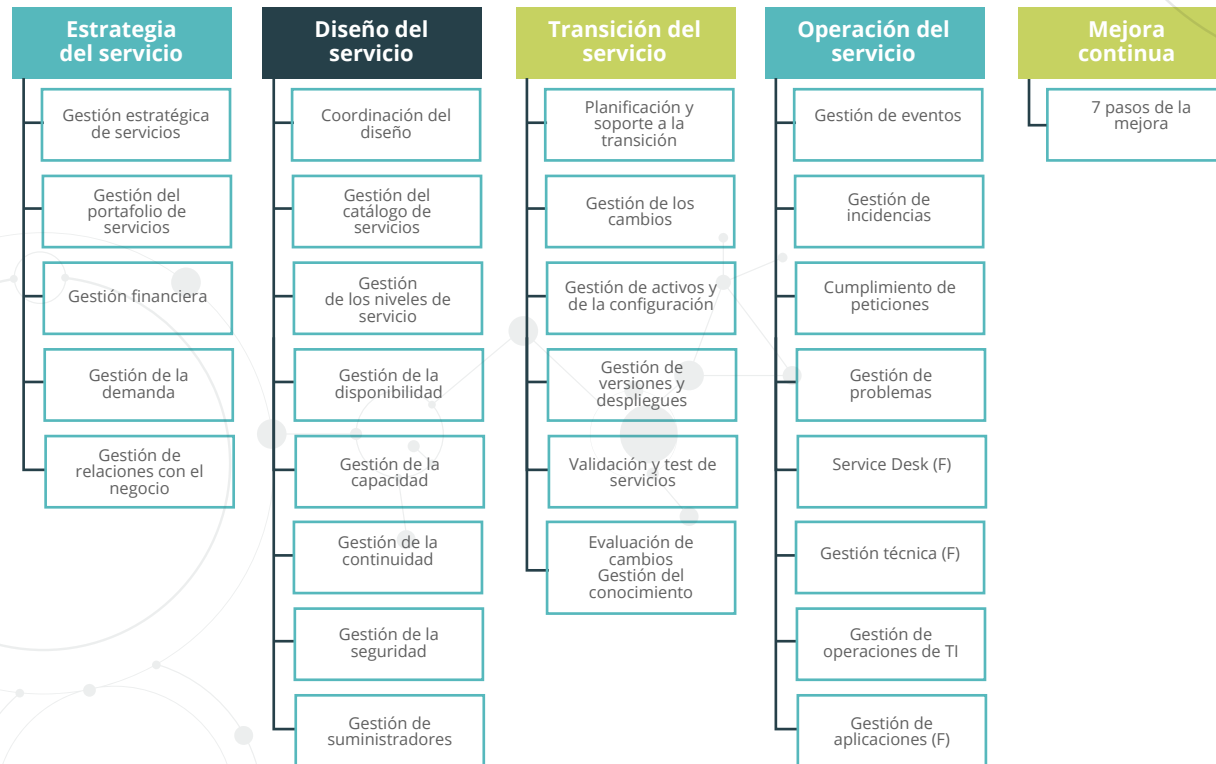 Estrategia
del servicio
Gestión estratégica
de servicios
Gestión del
portafolio de
servicios
Gestión financiera
Gestión de la
demanda
Gestión de
relaciones con el
negocio
Diseño del
servicio
Coordinación del
diseño
Gestión del
catálogo de
servicios
Gestión
de los niveles de
servicio
Gestión de la
disponibilidad
Gestión de la
capacidad
Gestión de la
continuidad
Gestión de la
seguridad
Gestión de
suministradores
Transición del
servicio
Planificación y
soporte a la
transición
Gestión de los
cambios
Gestión de activos y
de la configuración
Gestión de
versiones y
despliegues
Validación y test de
servicios
Evaluación de
cambios
Gestión del
conocimiento
Operación del
servicio
Gestión de eventos
Gestión de
incidencias
Cumplimiento de
peticiones
Gestión de
problemas
Service Desk (F)
Gestión técnica (F)
Gestión de
operaciones de TI
Gestión de
aplicaciones (F)
Mejora
continua
7 pasos de la
mejora